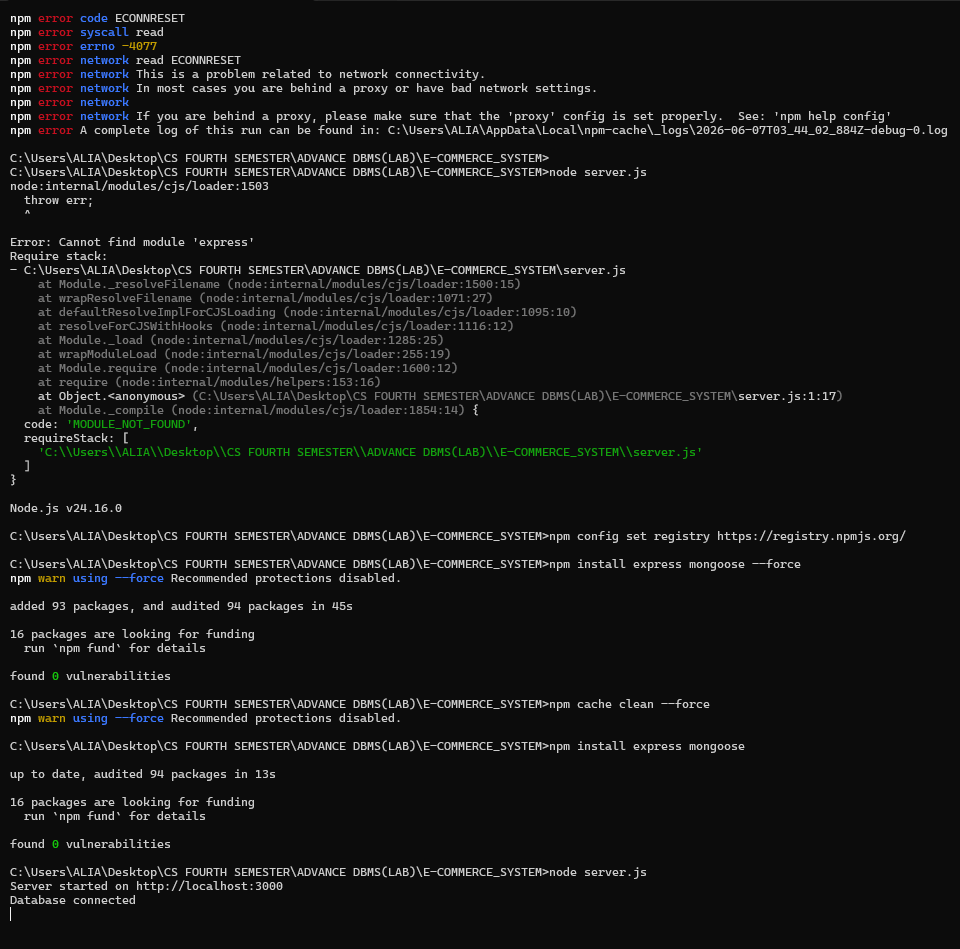 npm error code ECONNRESET
npm error syscall read
npm error errno -4077
npm error network read ECONNRESET
npm error network This is a problem related to network connectivity.
npm error network In most cases you are behind a proxy or have bad network settings.
npm error network
npm error network If you are behind a proxy, please make sure that the 'proxy' config is set properly.  See: 'npm help config'
npm error A complete log of this run can be found in: C:\Users\ALIA\AppData\Local\npm-cache\_logs\2026-06-07T03_44_02_884Z-debug-0.log

C:\Users\ALIA\Desktop\CS FOURTH SEMESTER\ADVANCE DBMS(LAB)\E-COMMERCE_SYSTEM>
C:\Users\ALIA\Desktop\CS FOURTH SEMESTER\ADVANCE DBMS(LAB)\E-COMMERCE_SYSTEM>node server.js
node:internal/modules/cjs/loader:1503
  throw err;
  ^

Error: Cannot find module 'express'
Require stack:
- C:\Users\ALIA\Desktop\CS FOURTH SEMESTER\ADVANCE DBMS(LAB)\E-COMMERCE_SYSTEM\server.js
    at Module._resolveFilename (node:internal/modules/cjs/loader:1500:15)
    at wrapResolveFilename (node:internal/modules/cjs/loader:1071:27)
    at defaultResolveImplForCJSLoading (node:internal/modules/cjs/loader:1095:10)
    at resolveForCJSWithHooks (node:internal/modules/cjs/loader:1116:12)
    at Module._load (node:internal/modules/cjs/loader:1285:25)
    at wrapModuleLoad (node:internal/modules/cjs/loader:255:19)
    at Module.require (node:internal/modules/cjs/loader:1600:12)
    at require (node:internal/modules/helpers:153:16)
    at Object.<anonymous> (C:\Users\ALIA\Desktop\CS FOURTH SEMESTER\ADVANCE DBMS(LAB)\E-COMMERCE_SYSTEM\server.js:1:17)
    at Module._compile (node:internal/modules/cjs/loader:1854:14) {
  code: 'MODULE_NOT_FOUND',
  requireStack: [
    'C:\\Users\\ALIA\\Desktop\\CS FOURTH SEMESTER\\ADVANCE DBMS(LAB)\\E-COMMERCE_SYSTEM\\server.js'
  ]
}

Node.js v24.16.0

C:\Users\ALIA\Desktop\CS FOURTH SEMESTER\ADVANCE DBMS(LAB)\E-COMMERCE_SYSTEM>npm config set registry https://registry.npmjs.org/

C:\Users\ALIA\Desktop\CS FOURTH SEMESTER\ADVANCE DBMS(LAB)\E-COMMERCE_SYSTEM>npm install express mongoose --force
npm warn using --force Recommended protections disabled.

added 93 packages, and audited 94 packages in 45s

16 packages are looking for funding
  run `npm fund` for details

found 0 vulnerabilities

C:\Users\ALIA\Desktop\CS FOURTH SEMESTER\ADVANCE DBMS(LAB)\E-COMMERCE_SYSTEM>npm cache clean --force
npm warn using --force Recommended protections disabled.

C:\Users\ALIA\Desktop\CS FOURTH SEMESTER\ADVANCE DBMS(LAB)\E-COMMERCE_SYSTEM>npm install express mongoose

up to date, audited 94 packages in 13s

16 packages are looking for funding
  run `npm fund` for details

found 0 vulnerabilities

C:\Users\ALIA\Desktop\CS FOURTH SEMESTER\ADVANCE DBMS(LAB)\E-COMMERCE_SYSTEM>node server.js
Server started on http://localhost:3000
Database connected